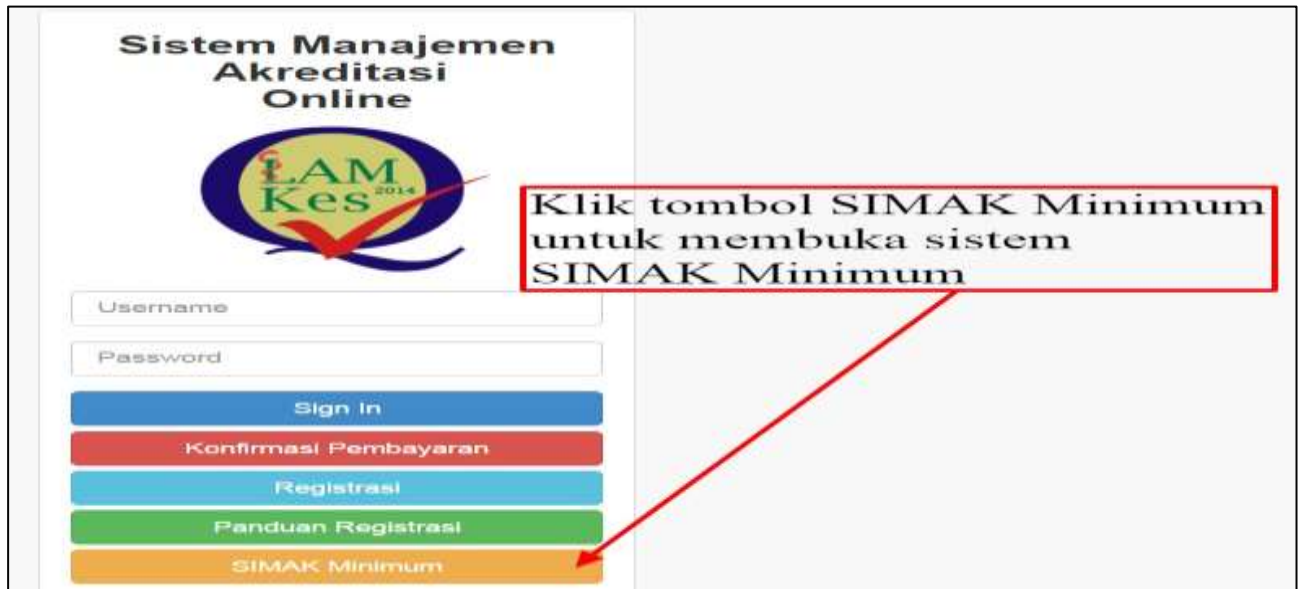 Sistem Manajemen
Akreditasi
Online
LAM
Kes 2014
Klik tombol SIMAK Minimum
untuk membuka sistem
SIMAK Minimum
Username
Password
Sign In
Konfirmasi Pembayaran
Registrasi
Panduan Registrasi
SIMAK Minimum